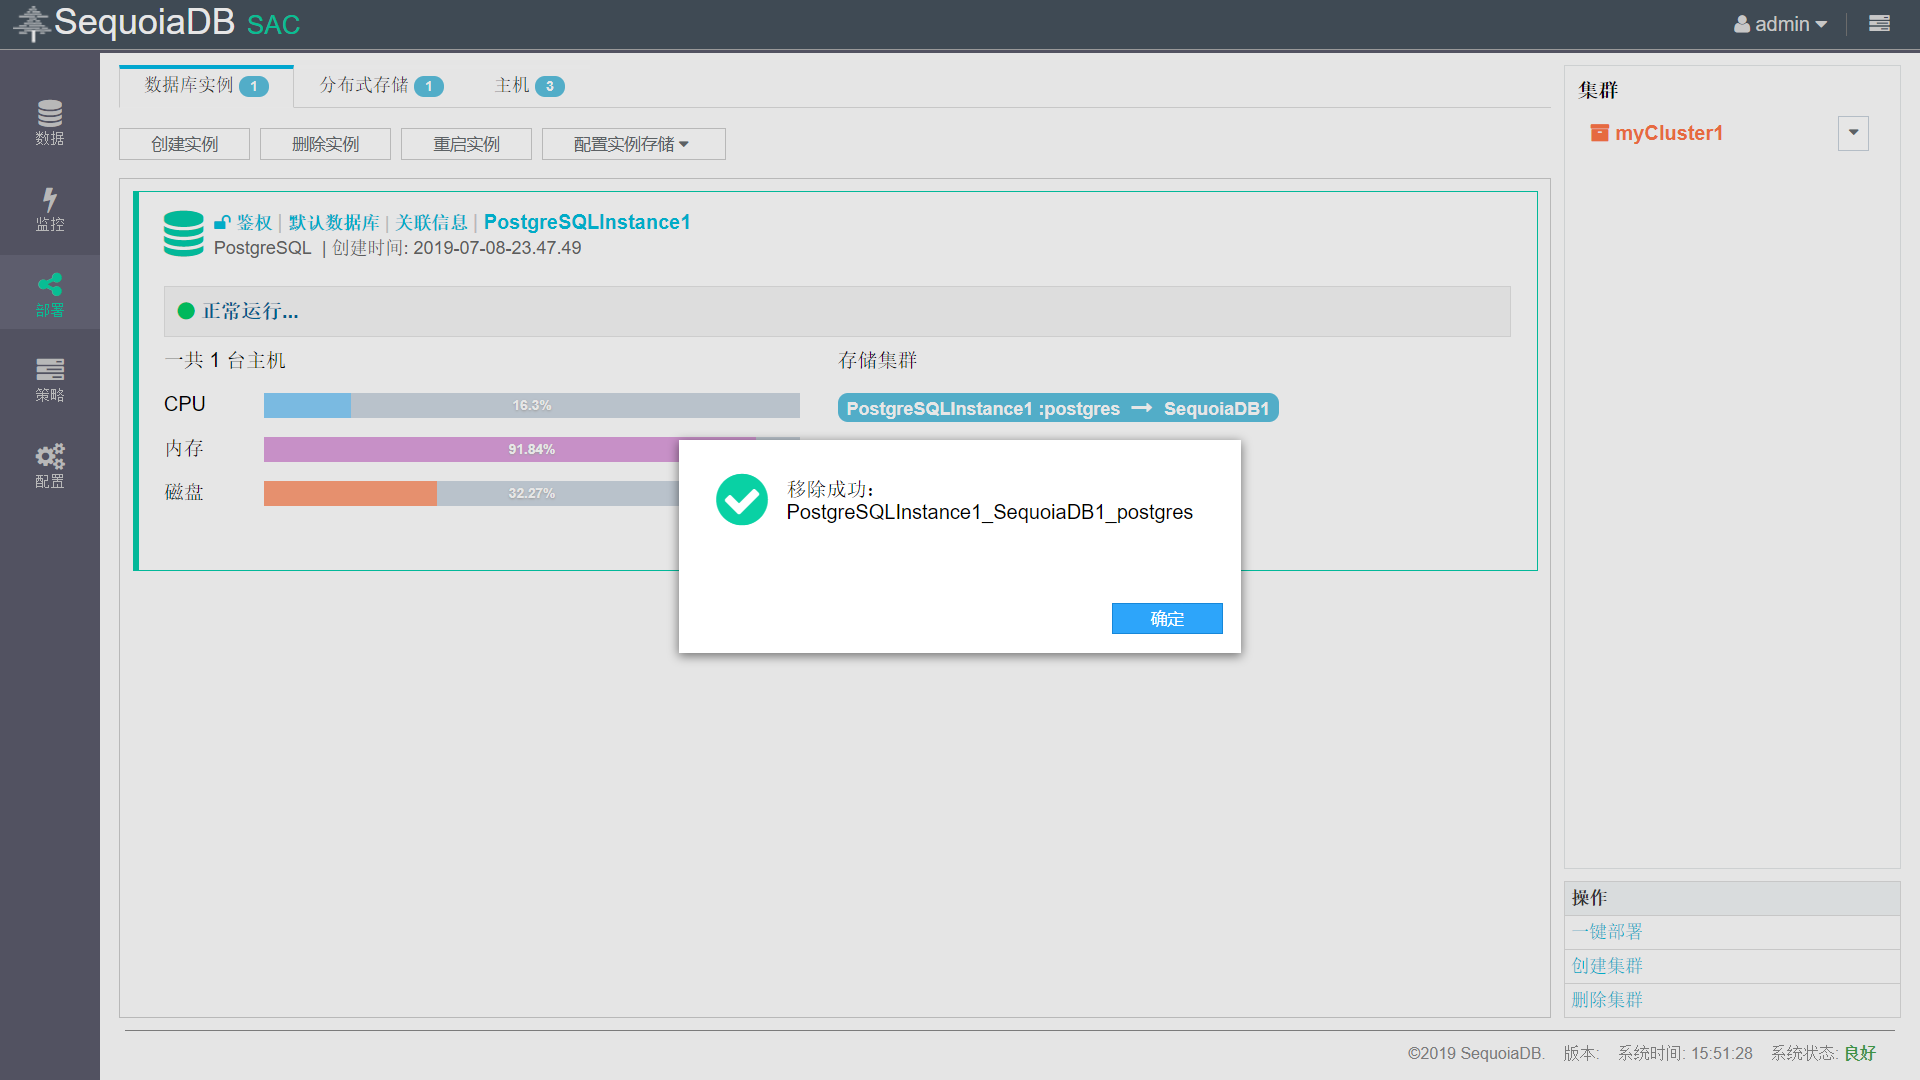 SequoiaDB SAC
admin
数据
监控
部署
策略
配置
数据库实例 1
分布式存储 1
主机 3
创建实例
删除实例
重启实例
配置实例存储
鉴权 | 默认数据库 | 关联信息 | PostgreSQLInstance1
PostgreSQL | 创建时间: 2019-07-08-23.47.49
正常运行...
一共 1 台主机
CPU 16.3%
内存 91.84%
磁盘 32.27%
存储集群
PostgreSQLInstance1 :postgres → SequoiaDB1
移除成功:
PostgreSQLInstance1_SequoiaDB1_postgres
确定
集群
myCluster1
操作
一键部署
创建集群
删除集群
©2019 SequoiaDB. 版本: 系统时间: 15:51:28 系统状态: 良好